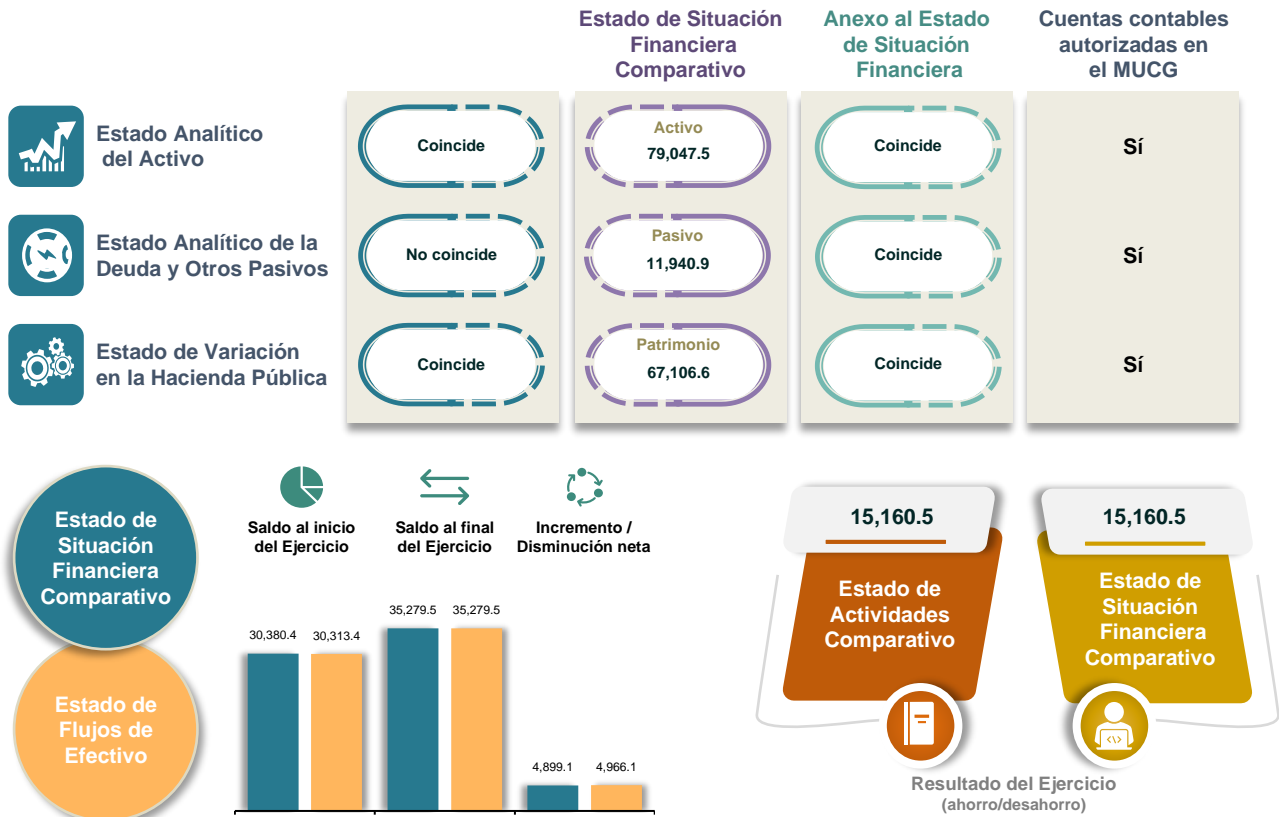 Estado de Situación
Financiera
Comparativo
Anexo al Estado
de Situación
Financiera
Cuentas contables
autorizadas en
el MUCG
Estado Analítico
del Activo
Coincide
Activo
79,047.5
Coincide
Sí
Estado Analítico de la
Deuda y Otros Pasivos
No coincide
Pasivo
11,940.9
Coincide
Sí
Estado de Variación
en la Hacienda Pública
Coincide
Patrimonio
67,106.6
Coincide
Sí
Estado de
Situación
Financiera
Comparativo
Estado de
Flujos de
Efectivo
Saldo al inicio
del Ejercicio
Saldo al final
del Ejercicio
Incremento /
Disminución neta
30,380.4
30,313.4
35,279.5
35,279.5
4,899.1
4,966.1
15,160.5
Estado de
Actividades
Comparativo
15,160.5
Estado de
Situación
Financiera
Comparativo
Resultado del Ejercicio
(ahorro/desahorro)